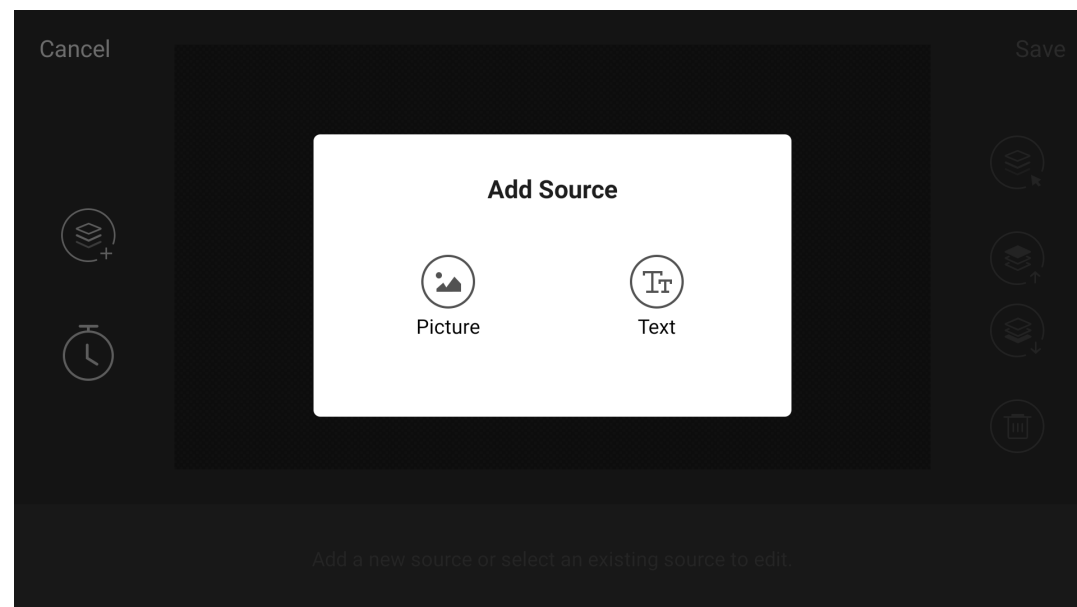 Cancel
Save
Add Source
Picture
Text
Add a new source or select an existing source to edit.